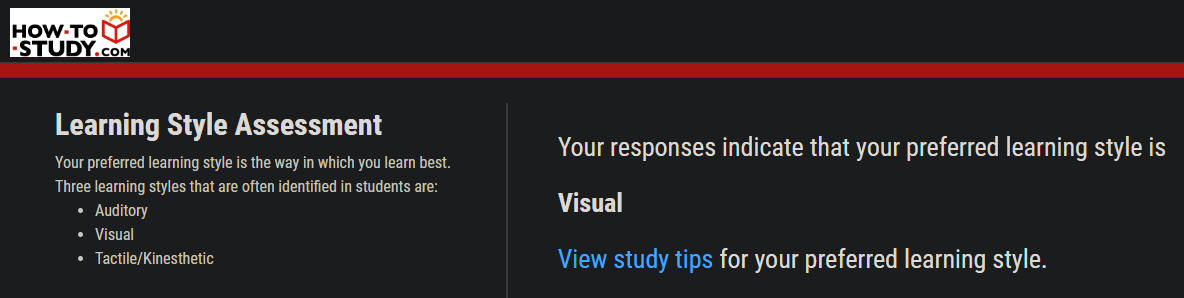 HOW-TO
-STUDY.COM
Learning Style Assessment
Your preferred learning style is the way in which you learn best.
Three learning styles that are often identified in students are:
• Auditory
• Visual
• Tactile/Kinesthetic
Your responses indicate that your preferred learning style is
Visual
View study tips for your preferred learning style.